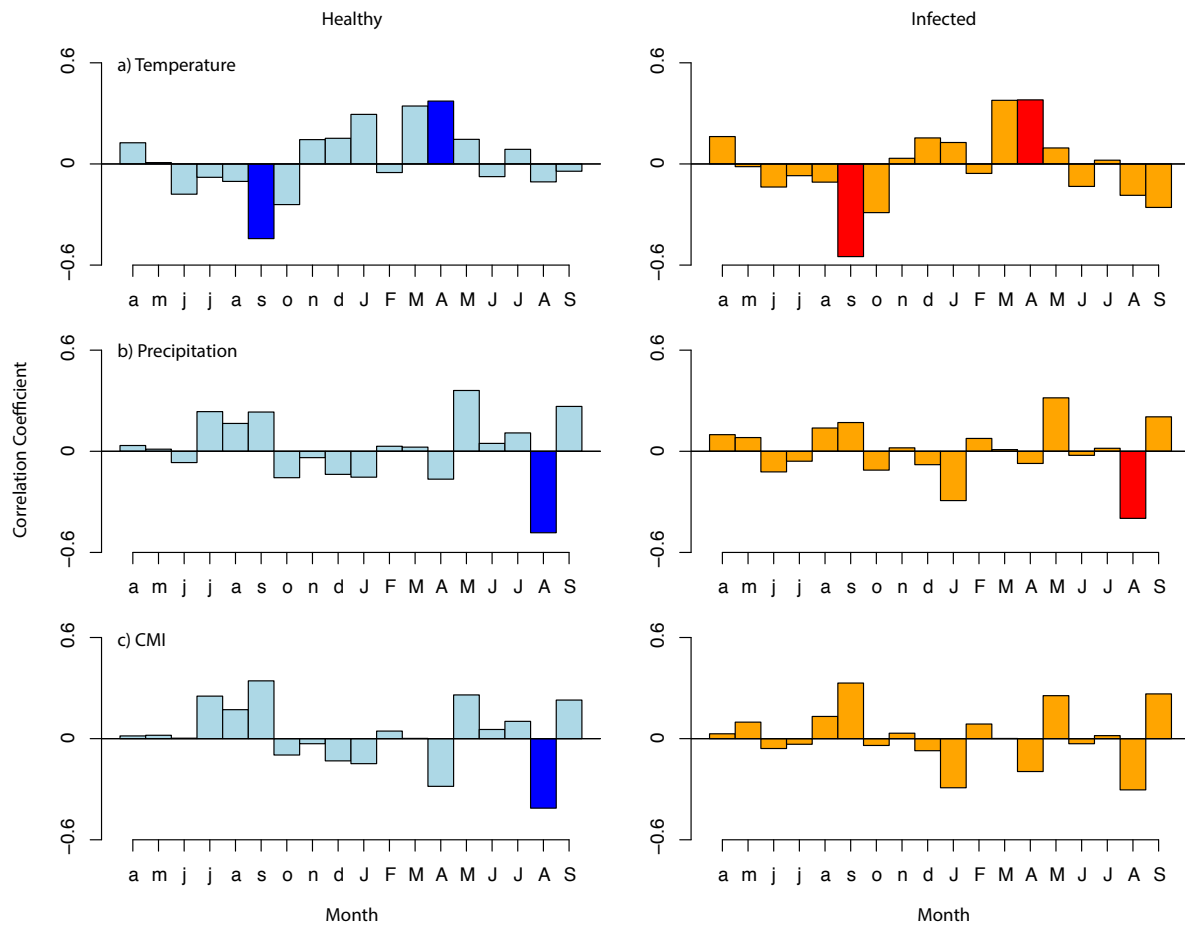 Healthy
Infected
a) Temperature
0.6
0
−0.6
a m j j a s o n d J F M A M J J A S
0.6
0
−0.6
a m j j a s o n d J F M A M J J A S
b) Precipitation
Correlation Coefficient
0.6
0
−0.6
a m j j a s o n d J F M A M J J A S
0.6
0
−0.6
a m j j a s o n d J F M A M J J A S
c) CMI
0.6
0
−0.6
a m j j a s o n d J F M A M J J A S
0.6
0
−0.6
a m j j a s o n d J F M A M J J A S
Month
Month